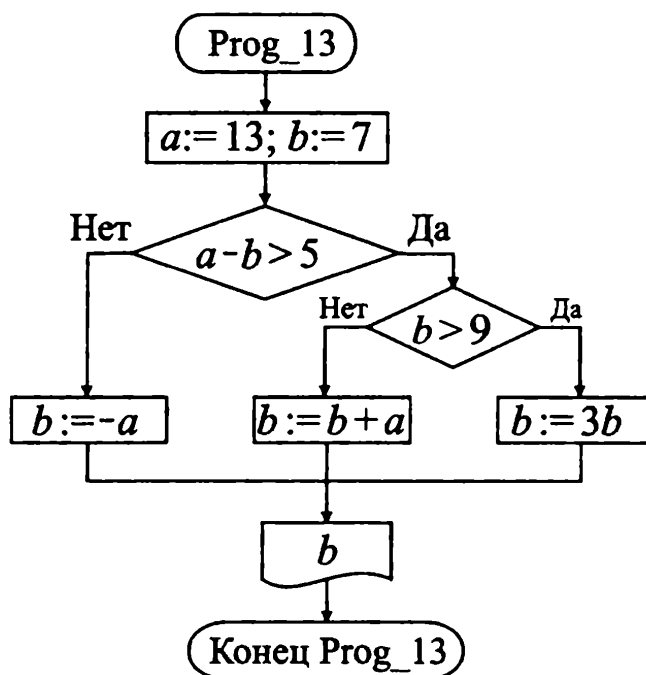 Prog_13
a:=13; b:=7
Нет
Да
a-b>5
Нет
Да
b>9
b:=-a
b:=b+a
b:=3b
b
Конец Prog_13